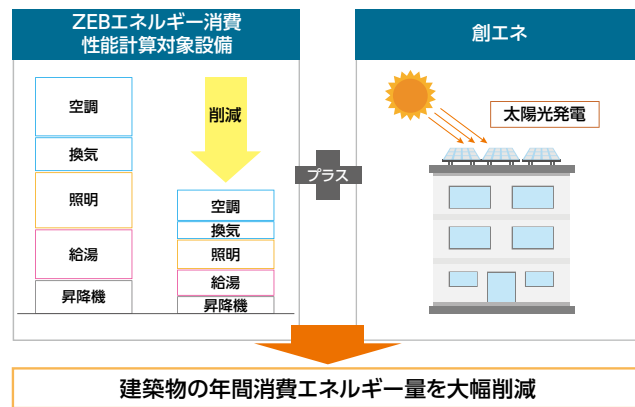 ZEBエネルギー消費
性能計算対象設備
空調
換気
照明
給湯
昇降機
削減
空調
換気
照明
給湯
昇降機
プラス
創エネ
太陽光発電
建築物の年間消費エネルギー量を大幅削減